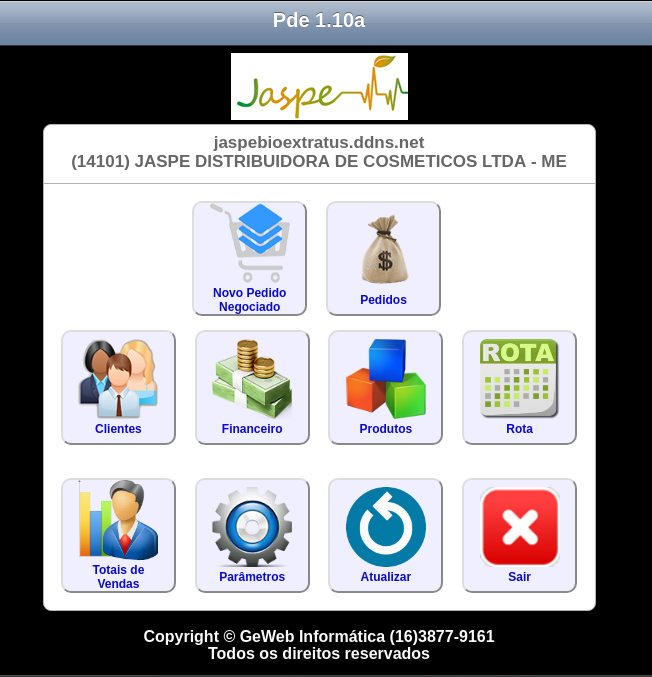 Pde 1.10a
Jaspe
jaspebioextratus.ddns.net
(14101) JASPE DISTRIBUIDORA DE COSMETICOS LTDA - ME
Novo Pedido
Negociado
$
Pedidos
Clientes
Financeiro
Produtos
ROTA
Rota
Totais de
Vendas
Parâmetros
Atualizar
Sair
Copyright © GeWeb Informática (16)3877-9161
Todos os direitos reservados